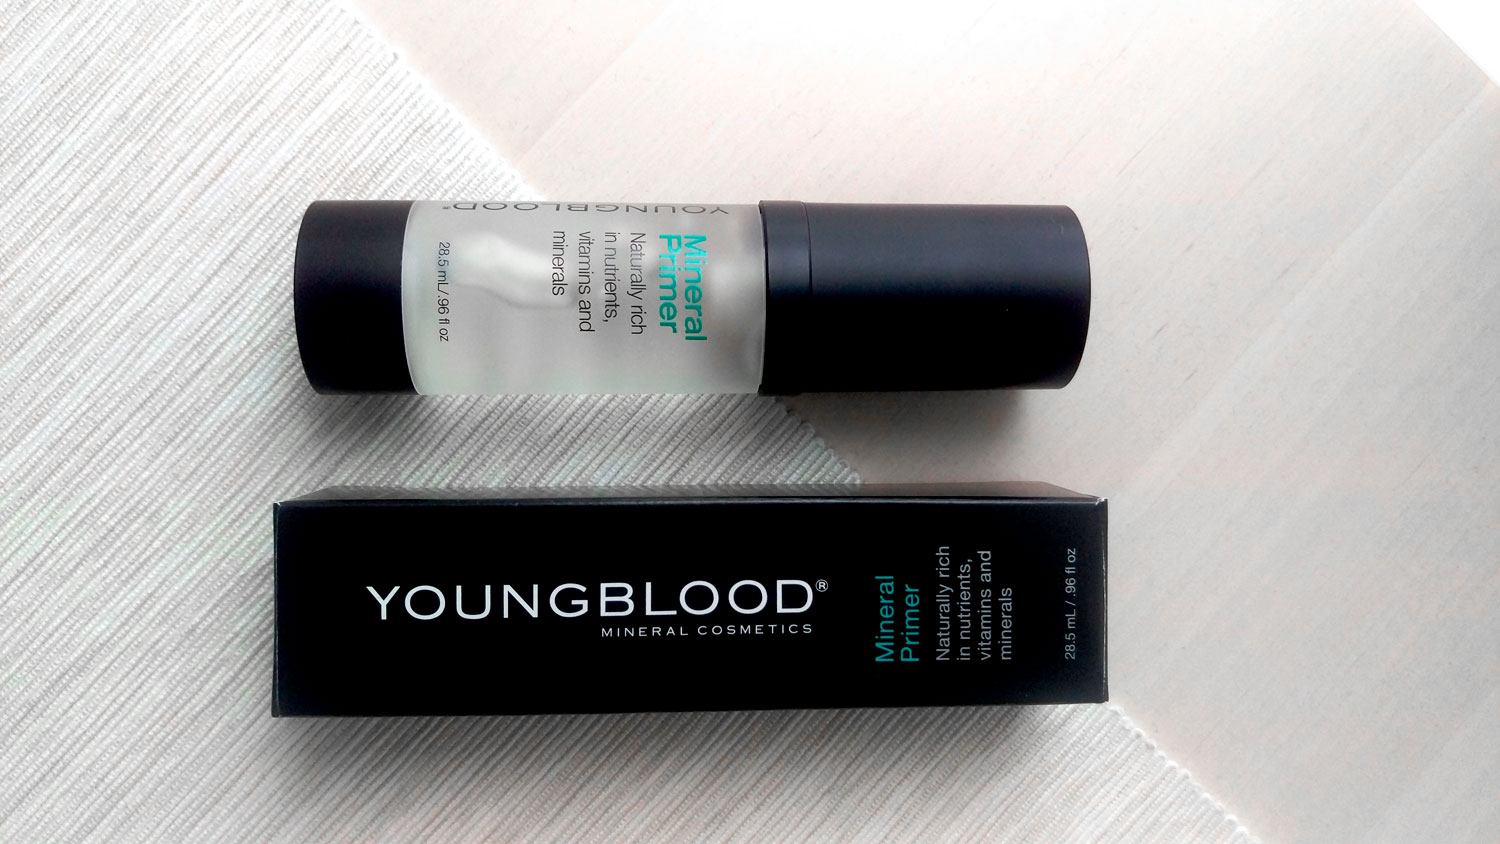 YOUNGBLOOD®
Mineral
Primer
Naturally rich
in nutrients,
vitamins and
minerals
28.5 mL/.96 fl oz
YOUNGBLOOD®
MINERAL COSMETICS
Mineral
Primer
Naturally rich
in nutrients,
vitamins and
minerals
28.5 mL / .96 fl oz